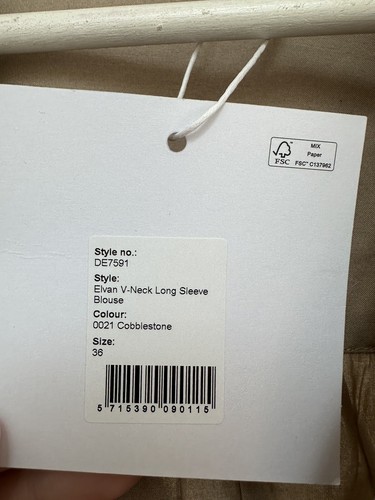 MIX
Paper
FSC
FSC® C137962
Style no.:
DE7591
Style:
Elvan V-Neck Long Sleeve
Blouse
Colour:
0021 Cobblestone
Size:
36
5 715390 090115